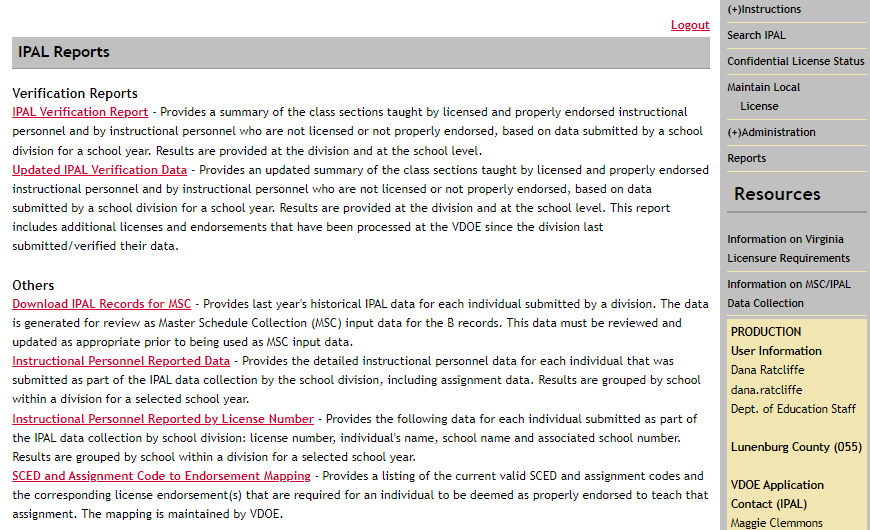 Logout
IPAL Reports
Verification Reports
IPAL Verification Report - Provides a summary of the class sections taught by licensed and properly endorsed instructional
personnel and by instructional personnel who are not licensed or not properly endorsed, based on data submitted by a school
division for a school year. Results are provided at the division and at the school level.
Updated IPAL Verification Data - Provides an updated summary of the class sections taught by licensed and properly endorsed
instructional personnel and by instructional personnel who are not licensed or not properly endorsed, based on data
submitted by a school division for a school year. Results are provided at the division and at the school level. This report
includes additional licenses and endorsements that have been processed at the VDOE since the division last
submitted/verified their data.
Others
Download IPAL Records for MSC - Provides last year's historical IPAL data for each individual submitted by a division. The data
is generated for review as Master Schedule Collection (MSC) input data for the B records. This data must be reviewed and
updated as appropriate prior to being used as MSC input data.
Instructional Personnel Reported Data - Provides the detailed instructional personnel data for each individual that was
submitted as part of the IPAL data collection by the school division, including assignment data. Results are grouped by school
within a division for a selected school year.
Instructional Personnel Reported by License Number - Provides the following data for each individual submitted as part of
the IPAL data collection by school division: license number, individual's name, school name and associated school number.
Results are grouped by school within a division for a selected school year.
SCED and Assignment Code to Endorsement Mapping - Provides a listing of the current valid SCED and assignment codes and
the corresponding license endorsement(s) that are required for an individual to be deemed as properly endorsed to teach that
assignment. The mapping is maintained by VDOE.
(+)Instructions
Search IPAL
Confidential License Status
Maintain Local
License
(+)Administration
Reports
Resources
Information on Virginia
Licensure Requirements
Information on MSC/IPAL
Data Collection
PRODUCTION
User Information
Dana Ratcliffe
dana.ratcliffe
Dept. of Education Staff
Lunenburg County (055)
VDOE Application
Contact (IPAL)
Maggie Clemmons